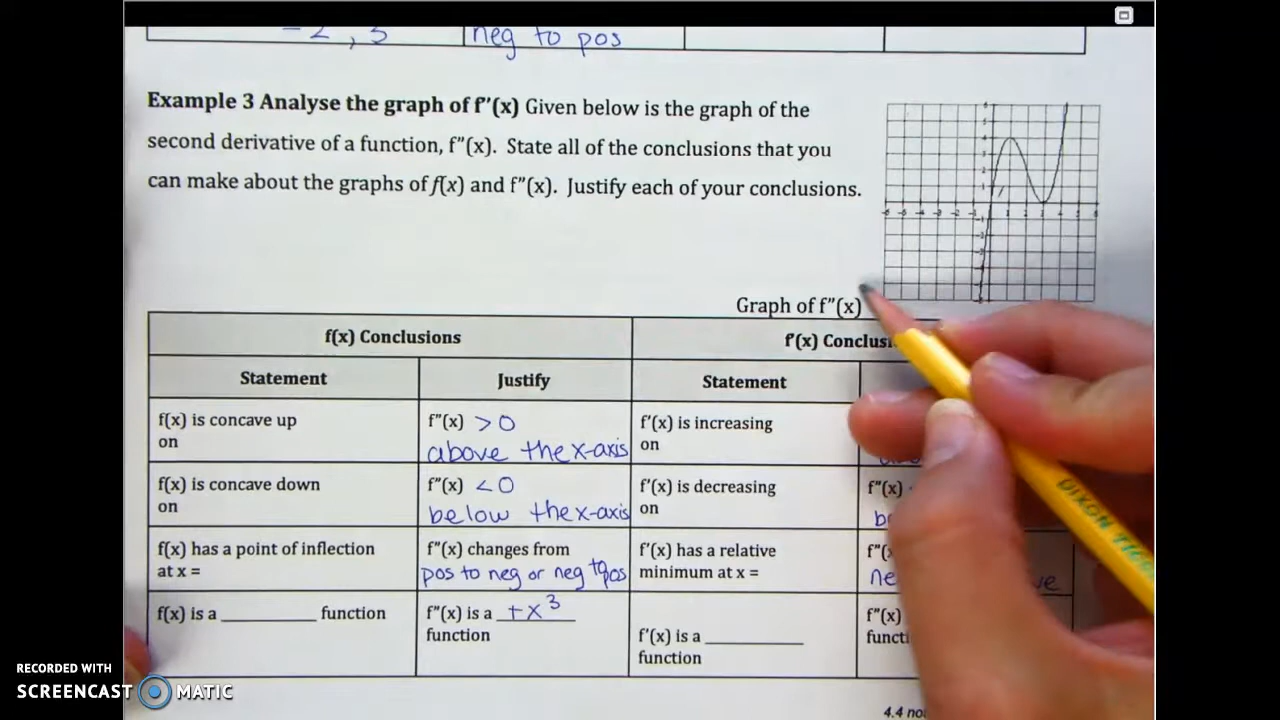 -2, 3
neg to pos
Example 3 Analyse the graph of f"(x) Given below is the graph of the
second derivative of a function, f"(x). State all of the conclusions that you
can make about the graphs of f(x) and f"(x). Justify each of your conclusions.
Graph of f"(x)
f(x) Conclusions
Statement
Justify
Statement
f(x) is concave up
on
f"(x) > 0
above the x-axis
f'(x) is increasing
on
f(x) is concave down
on
f"(x) < 0
below the x-axis
f'(x) is decreasing
on
f"(x)
f(x) has a point of inflection
at x =
f"(x) changes from
pos to neg or neg to pos
f'(x) has a relative
minimum at x =
f(x) is a __________ function
f"(x) is a +x³
function
f'(x) is a __________
function
f"(x)
RECORDED WITH
SCREENCAST MATIC
4.4